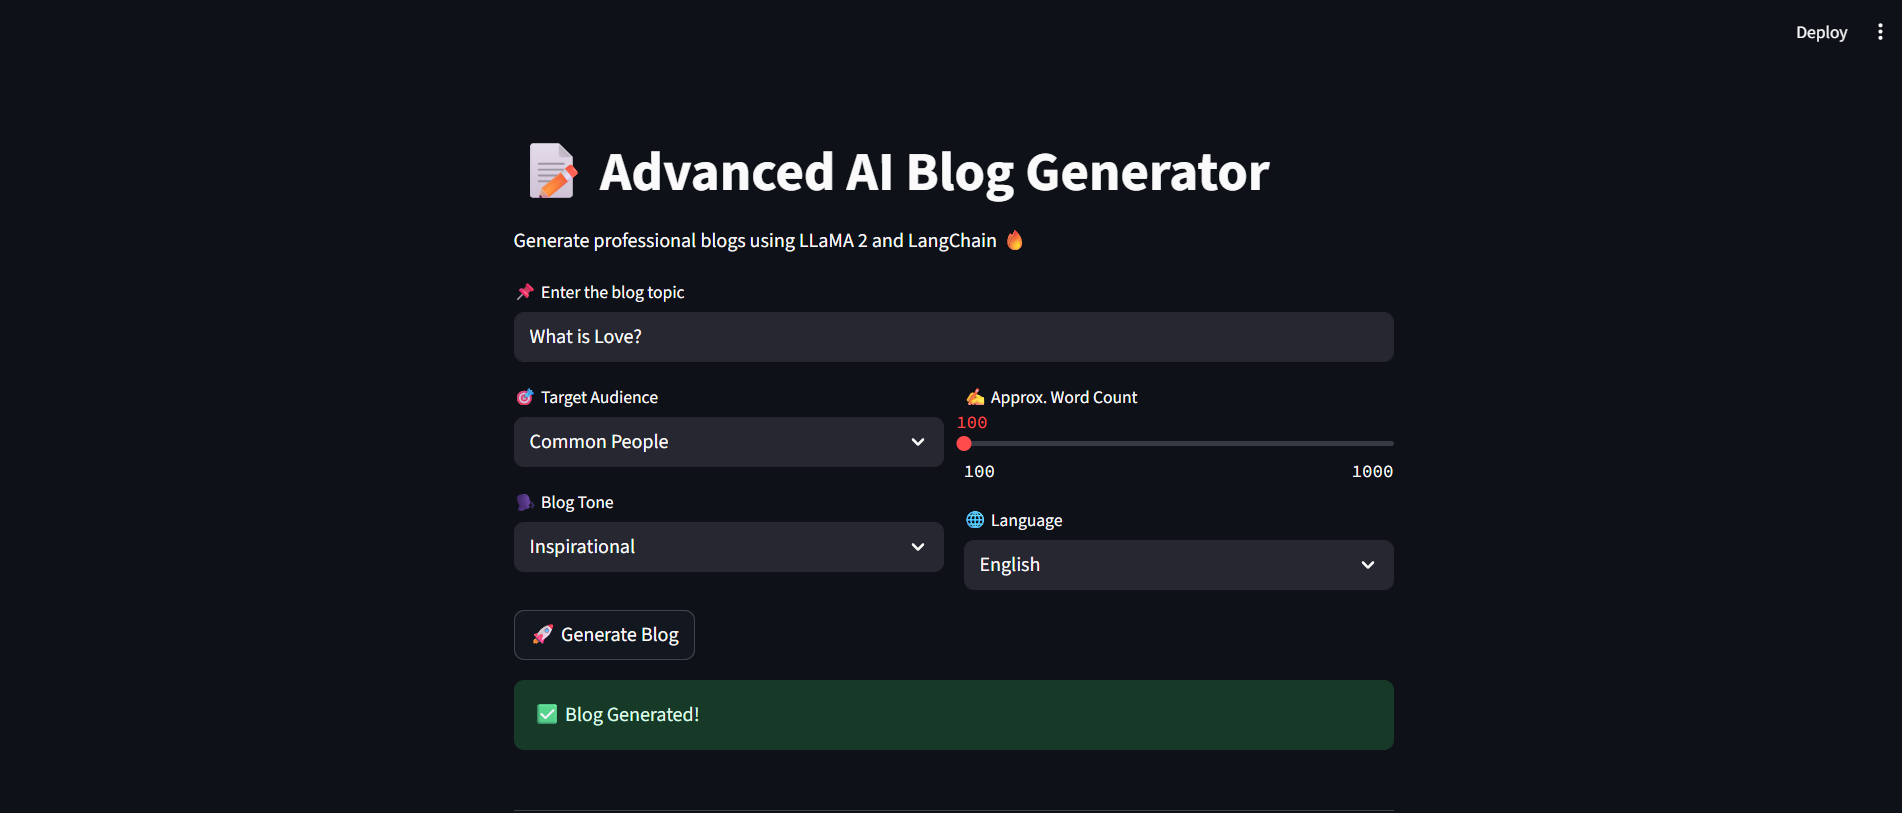 Deploy
Advanced AI Blog Generator
Generate professional blogs using LLaMA 2 and LangChain
Enter the blog topic
What is Love?
Target Audience
Common People
Approx. Word Count
100
100 1000
Blog Tone
Inspirational
Language
English
Generate Blog
Blog Generated!